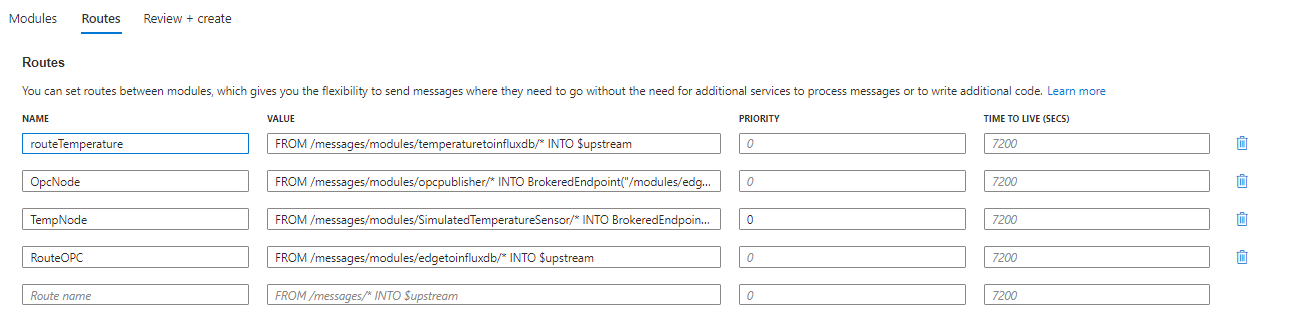 Modules Routes Review + create
Routes
You can set routes between modules, which gives you the flexibility to send messages where they need to go without the need for additional services to process messages or to write additional code. Learn more
NAME VALUE PRIORITY TIME TO LIVE (SECS)
routeTemperature FROM /messages/modules/temperaturetoinfluxdb/* INTO $upstream 0 7200
OpcNode FROM /messages/modules/opcpublisher/* INTO BrokeredEndpoint("/modules/edg... 0 7200
TempNode FROM /messages/modules/SimulatedTemperatureSensor/* INTO BrokeredEndpoin... 0 7200
RouteOPC FROM /messages/modules/edgetoinfluxdb/* INTO $upstream 0 7200
Route name FROM /messages/* INTO $upstream 0 7200